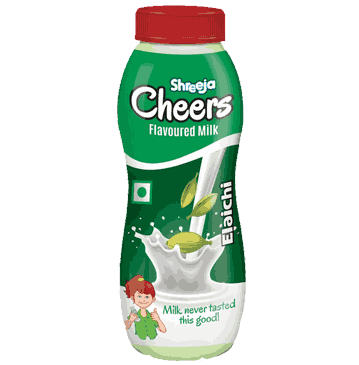 Shreeja
Cheers
Flavoured Milk
Elaichi
Milk never tasted
this good!